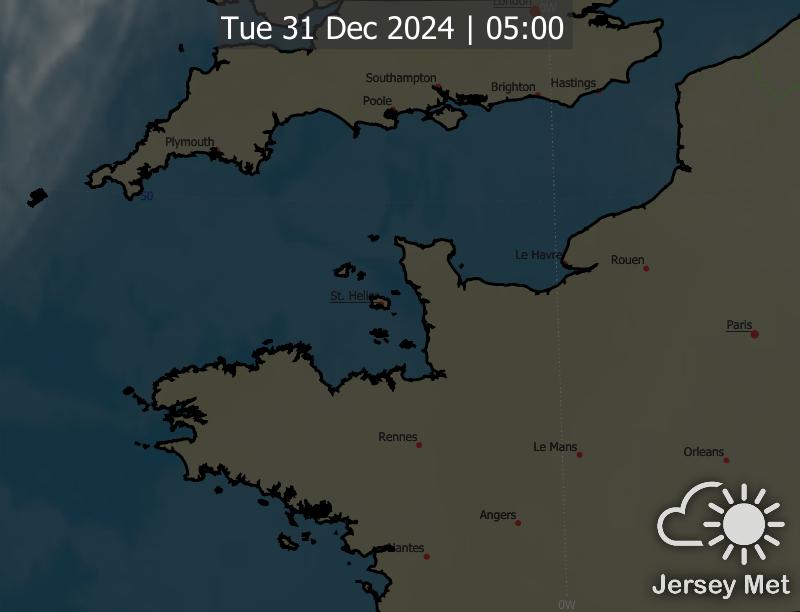 London
0W
Tue 31 Dec 2024 | 05:00
Southampton
Brighton
Hastings
Poole
Plymouth
50
Le Havre
Rouen
St. Helier
Paris
Rennes
Le Mans
Orleans
Angers
Nantes
Jersey Met
0W